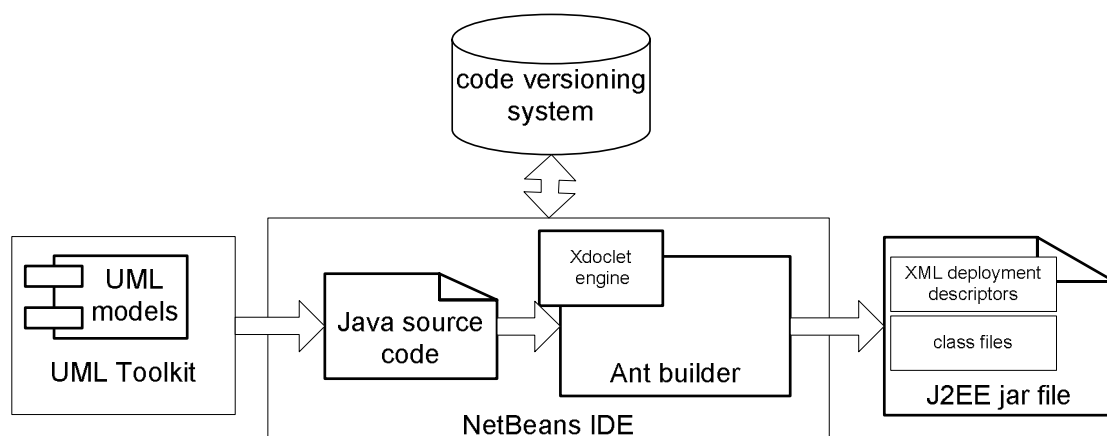 code versioning
system
UML
models
UML Toolkit
Java source
code
Xdoclet
engine
Ant builder
NetBeans IDE
XML deployment
descriptors
class files
J2EE jar file